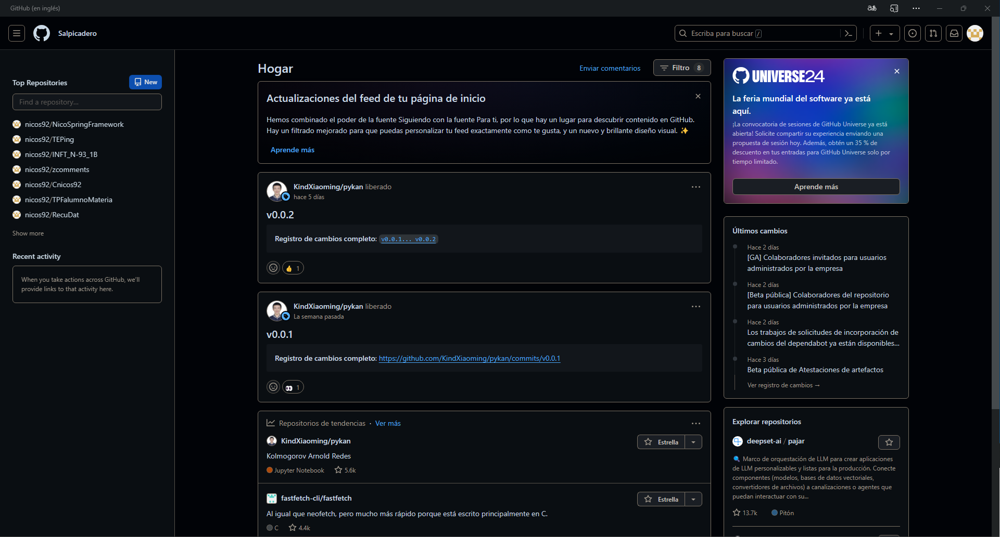 GitHub (en inglés)
Salpicadero
Escriba para buscar /
Top Repositories
New
Find a repository...
nicos92/NicoSpringFramework
nicos92/TEPing
nicos92/INFT_N-93_1B
nicos92/zcomments
nicos92/Cnicos92
nicos92/TPFalumnoMateria
nicos92/RecuDat
Show more
Recent activity
When you take actions across GitHub, we'll
provide links to that activity here.
Hogar
Enviar comentarios
Filtro 8
Actualizaciones del feed de tu página de inicio
Hemos combinado el poder de la fuente Siguiendo con la fuente Para ti, por lo que hay un lugar para descubrir contenido en GitHub.
Hay un filtrado mejorado para que puedas personalizar tu feed exactamente como te gusta, y un nuevo y brillante diseño visual. ✨
Aprende más
KindXiaoming/pykan liberado
hace 5 días
v0.0.2
Registro de cambios completo: v0.0.1... v0.0.2
👍 1
KindXiaoming/pykan liberado
La semana pasada
v0.0.1
Registro de cambios completo: https://github.com/KindXiaoming/pykan/commits/v0.0.1
👀 1
Repositorios de tendencias · Ver más
KindXiaoming/pykan
Estrella
Kolmogorov Arnold Redes
Jupyter Notebook 5.6k
fastfetch-cli/fastfetch
Estrella
Al igual que neofetch, pero mucho más rápido porque está escrito principalmente en C.
C 4.4k
UNIVERSE24
La feria mundial del software ya está
aquí.
¡La convocatoria de sesiones de GitHub Universe ya está
abierta! Solicite compartir su experiencia enviando una
propuesta de sesión hoy. Además, obtén un 35 % de
descuento en tus entradas para GitHub Universe solo por
tiempo limitado.
Aprende más
Últimos cambios
Hace 2 días
[GA] Colaboradores invitados para usuarios
administrados por la empresa
Hace 2 días
[Beta pública] Colaboradores del repositorio
para usuarios administrados por la empresa
Hace 2 días
Los trabajos de solicitudes de incorporación de
cambios del dependabot ya están disponibles...
Hace 3 días
Beta pública de Atestaciones de artefactos
Ver registro de cambios →
Explorar repositorios
deepset-ai / pajar
🔍 Marco de orquestación de LLM para crear aplicaciones
de LLM personalizables y listas para la producción. Conecte
componentes (modelos, bases de datos vectoriales,
convertidores de archivos) a canalizaciones o agentes que
puedan interactuar con su...
13.7k Pitón